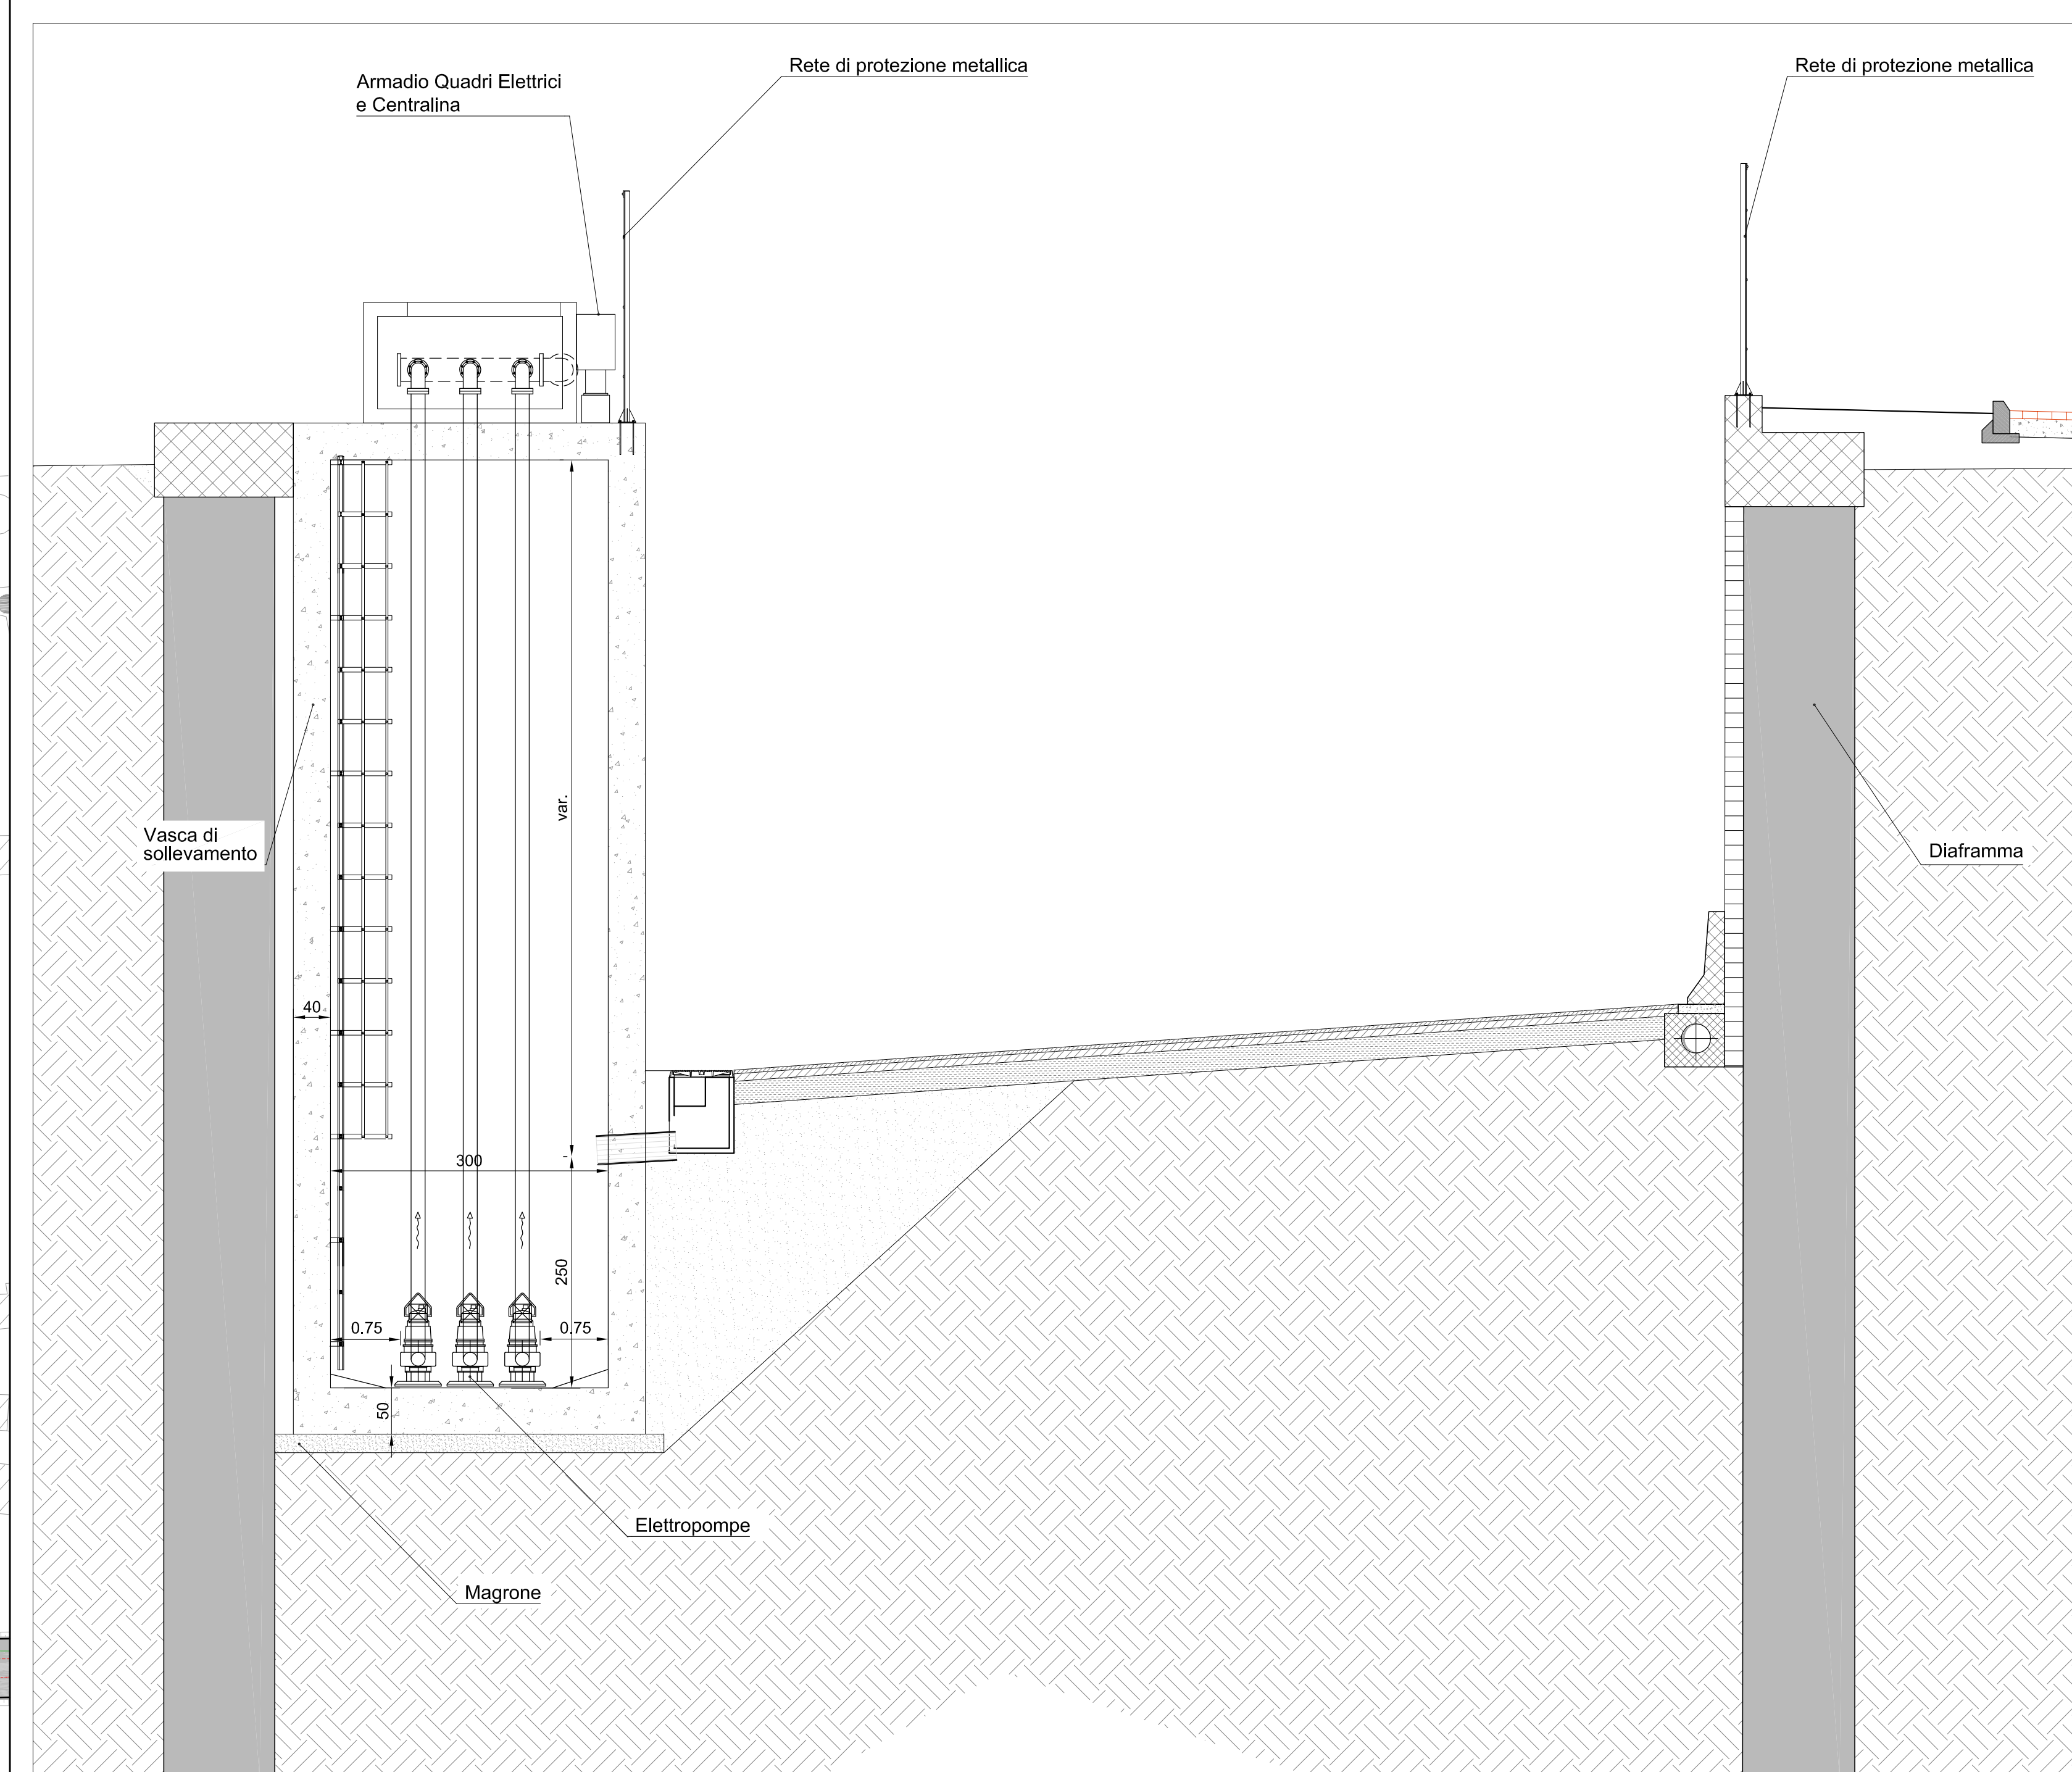 Rete di protezione metallica
Rete di protezione metallica
Armadio Quadri Elettrici
e Centralina
var.
Vasca di
sollevamento
Diaframma
40
300
250
0.75
0.75
50
Elettropompe
Magrone